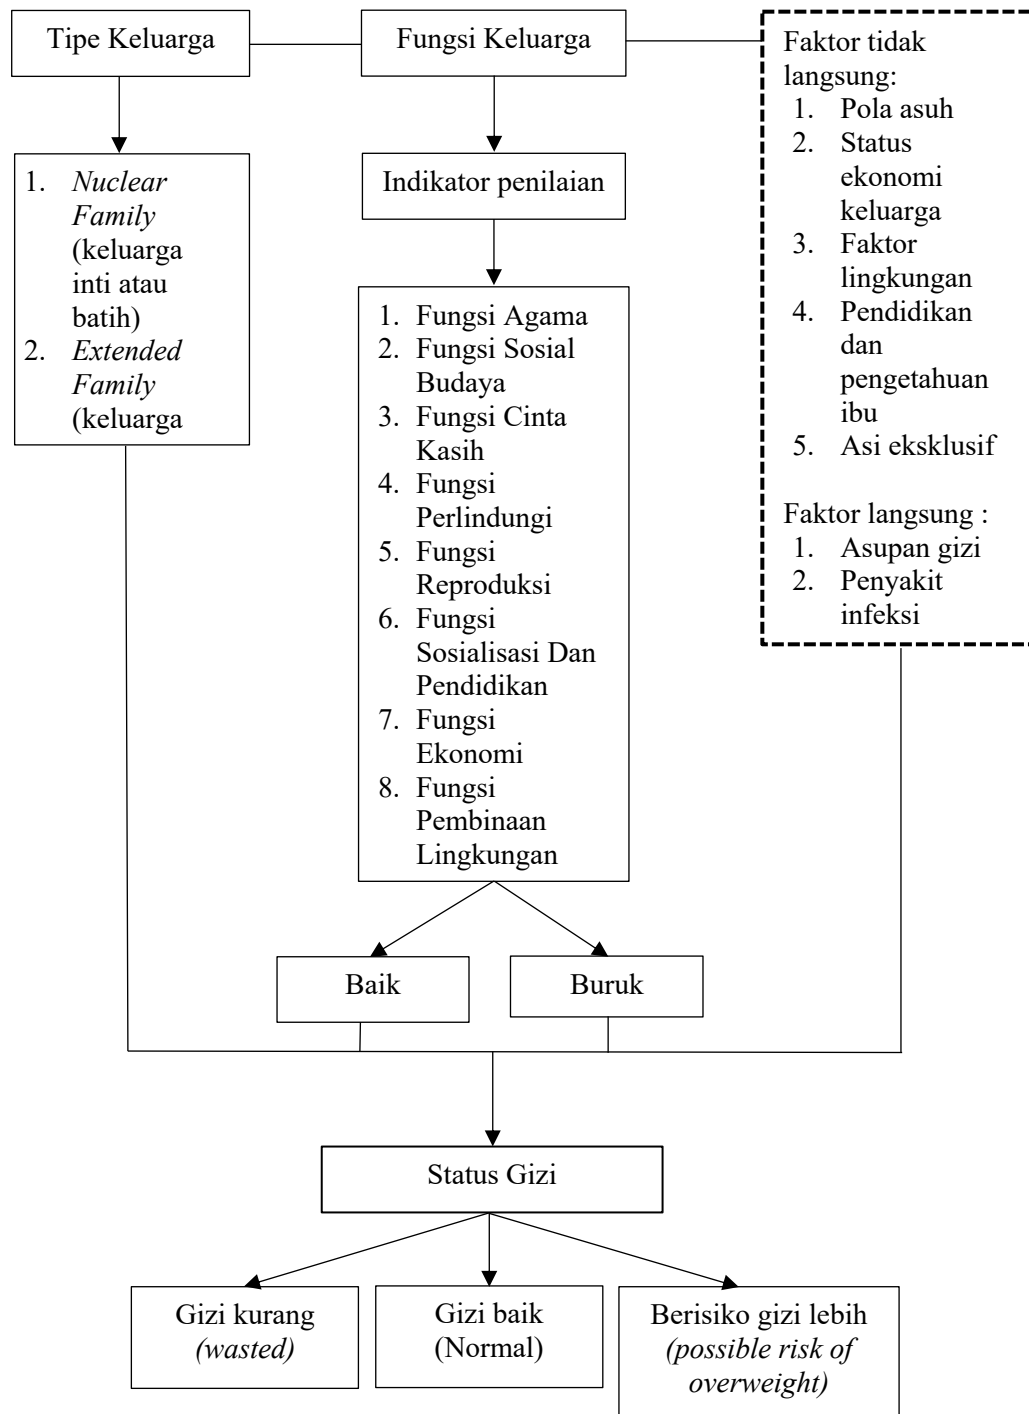 Tipe Keluarga
Fungsi Keluarga
Faktor tidak
langsung:
1. Pola asuh
2. Status
ekonomi
keluarga
3. Faktor
lingkungan
4. Pendidikan
dan
pengetahuan
ibu
5. Asi eksklusif
Faktor langsung :
1. Asupan gizi
2. Penyakit
infeksi
1. Nuclear
Family
(keluarga
inti atau
batih)
2. Extended
Family
(keluarga
Indikator penilaian
1. Fungsi Agama
2. Fungsi Sosial
Budaya
3. Fungsi Cinta
Kasih
4. Fungsi
Perlindungi
5. Fungsi
Reproduksi
6. Fungsi
Sosialisasi Dan
Pendidikan
7. Fungsi
Ekonomi
8. Fungsi
Pembinaan
Lingkungan
Baik
Buruk
Status Gizi
Gizi kurang
(wasted)
Gizi baik
(Normal)
Berisiko gizi lebih
(possible risk of
overweight)